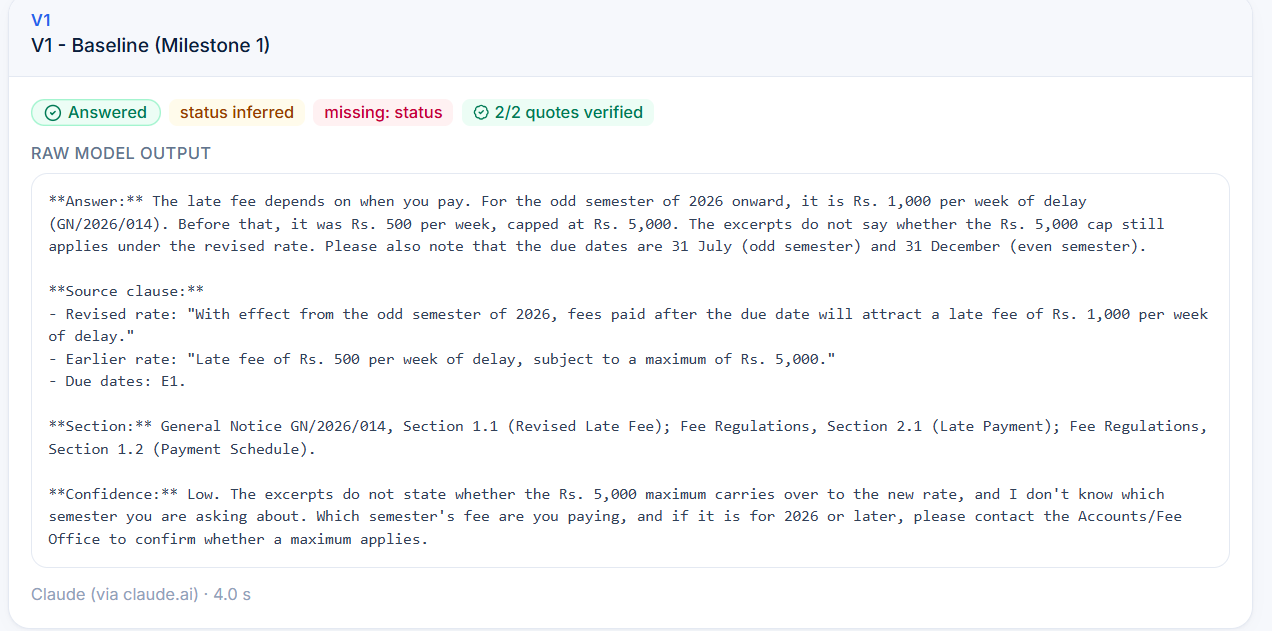 V1
V1 - Baseline (Milestone 1)
Answered status inferred missing: status 2/2 quotes verified
RAW MODEL OUTPUT
**Answer:** The late fee depends on when you pay. For the odd semester of 2026 onward, it is Rs. 1,000 per week of delay
(GN/2026/014). Before that, it was Rs. 500 per week, capped at Rs. 5,000. The excerpts do not say whether the Rs. 5,000 cap still
applies under the revised rate. Please also note that the due dates are 31 July (odd semester) and 31 December (even semester).
**Source clause:**
- Revised rate: "With effect from the odd semester of 2026, fees paid after the due date will attract a late fee of Rs. 1,000 per week
of delay."
- Earlier rate: "Late fee of Rs. 500 per week of delay, subject to a maximum of Rs. 5,000."
- Due dates: E1.
**Section:** General Notice GN/2026/014, Section 1.1 (Revised Late Fee); Fee Regulations, Section 2.1 (Late Payment); Fee Regulations,
Section 1.2 (Payment Schedule).
**Confidence:** Low. The excerpts do not state whether the Rs. 5,000 maximum carries over to the new rate, and I don't know which
semester you are asking about. Which semester's fee are you paying, and if it is for 2026 or later, please contact the Accounts/Fee
Office to confirm whether a maximum applies.
Claude (via claude.ai) · 4.0 s